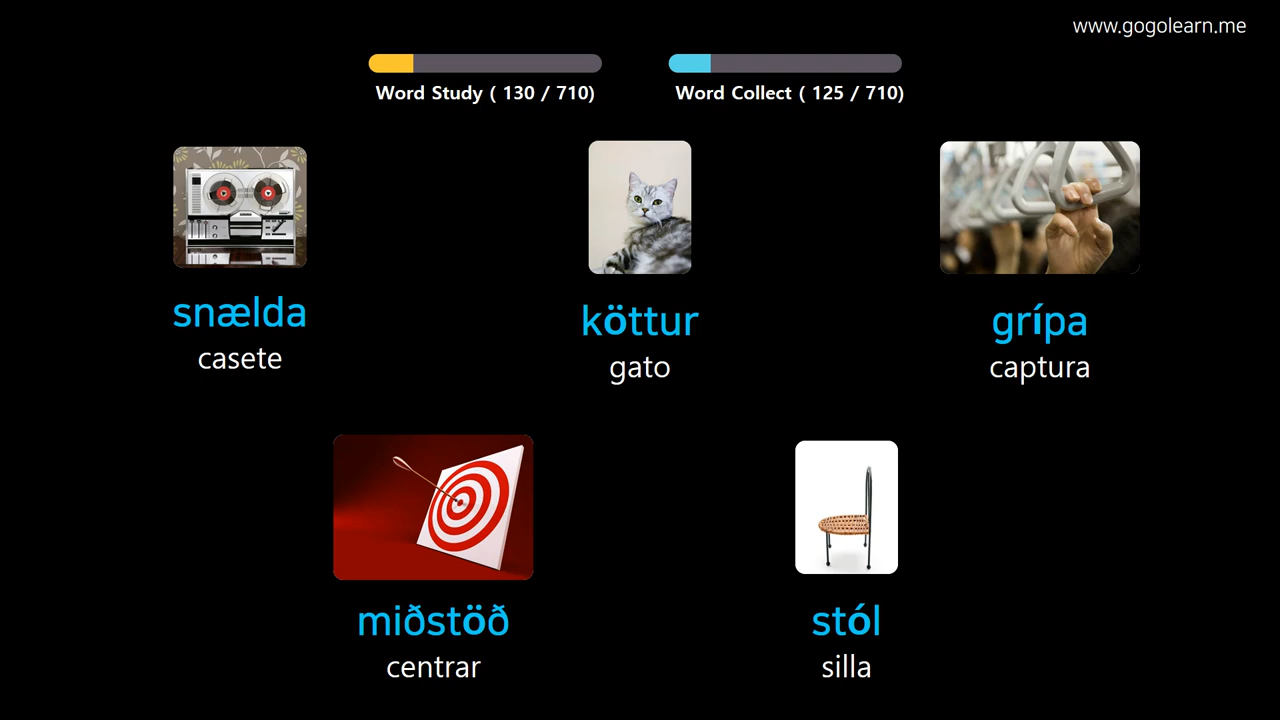 www.gogolearn.me
Word Study ( 130 / 710)
Word Collect ( 125 / 710)
snælda
casete
köttur
gato
grípa
captura
miðstöð
centrar
stól
silla